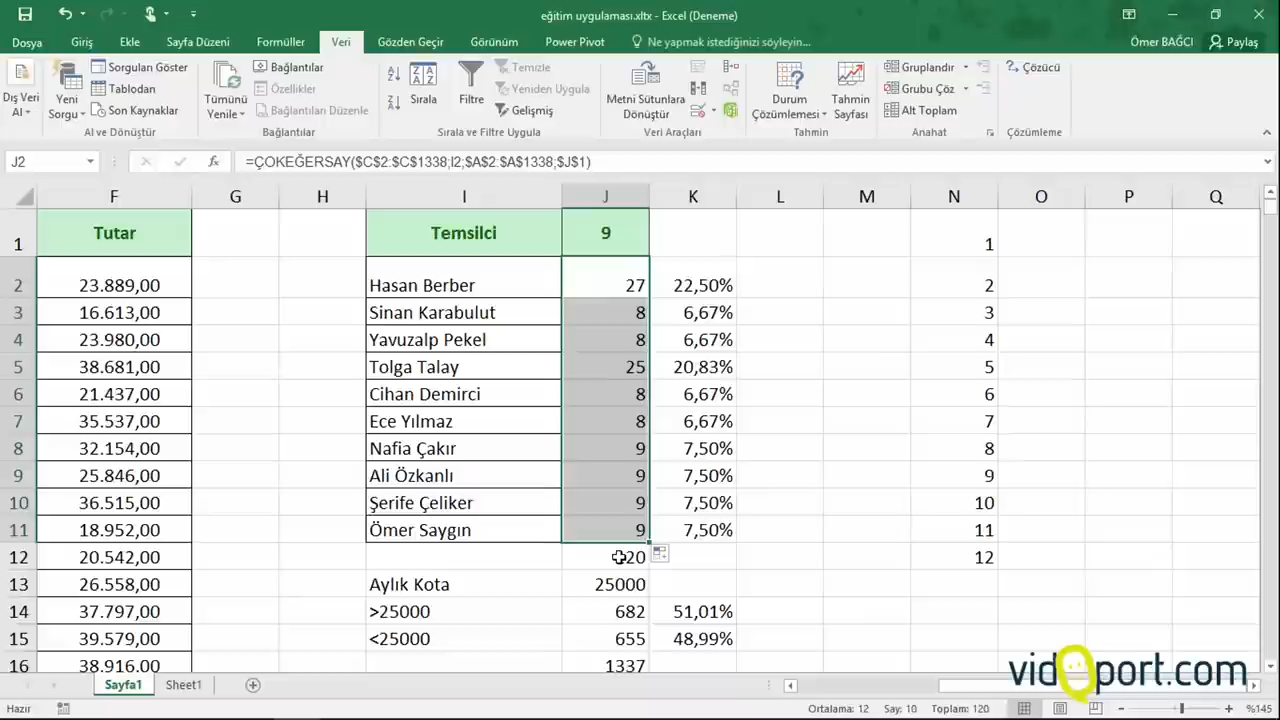 eğitim uygulaması.xltx - Excel (Deneme)
Dosya Giriş Ekle Sayfa Düzeni Formüller Veri Gözden Geçir Görünüm Power Pivot Ne yapmak istediğinizi söyleyin... Ömer BAĞCI Paylaş
Dış Veri Al
Yeni Sorgu
Sorguları Göster
Tablodan
Son Kaynaklar
Al ve Dönüştür
Tümünü Yenile
Bağlantılar
Özellikler
Bağlantıları Düzenle
Bağlantılar
Sırala
Filtre
Temizle
Yeniden Uygula
Gelişmiş
Sırala ve Filtre Uygula
Metni Sütunlara Dönüştür
Veri Araçları
Durum Çözümlemesi
Tahmin Sayfası
Tahmin
Gruplandır
Grubu Çöz
Alt Toplam
Anahat
Çözücü
Çözümleme
J2 fx =ÇOKEĞERSAY($C$2:$C$1338;I2;$A$2:$A$1338;$J$1)
F G H I J K L M N O P Q
1 Tutar Temsilci 9 1
2 23.889,00 Hasan Berber 27 22,50% 2
3 16.613,00 Sinan Karabulut 8 6,67% 3
4 23.980,00 Yavuzalp Pekel 8 6,67% 4
5 38.681,00 Tolga Talay 25 20,83% 5
6 21.437,00 Cihan Demirci 8 6,67% 6
7 35.537,00 Ece Yılmaz 8 6,67% 7
8 32.154,00 Nafia Çakır 9 7,50% 8
9 25.846,00 Ali Özkanlı 9 7,50% 9
10 36.515,00 Şerife Çeliker 9 7,50% 10
11 18.952,00 Ömer Saygın 9 7,50% 11
12 20.542,00 120 12
13 26.558,00 Aylık Kota 25000
14 37.797,00 >25000 682 51,01%
15 39.579,00 <25000 655 48,99%
16 38.916,00 1337
vidoport.com
Sayfa1 Sheet1
Hazır Ortalama: 12 Say: 10 Toplam: 120 %145